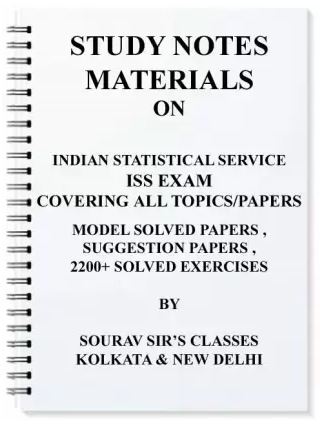 STUDY NOTES
MATERIALS
ON
INDIAN STATISTICAL SERVICE
ISS EXAM
COVERING ALL TOPICS/PAPERS
MODEL SOLVED PAPERS ,
SUGGESTION PAPERS ,
2200+ SOLVED EXERCISES
BY
SOURAV SIR'S CLASSES
KOLKATA & NEW DELHI